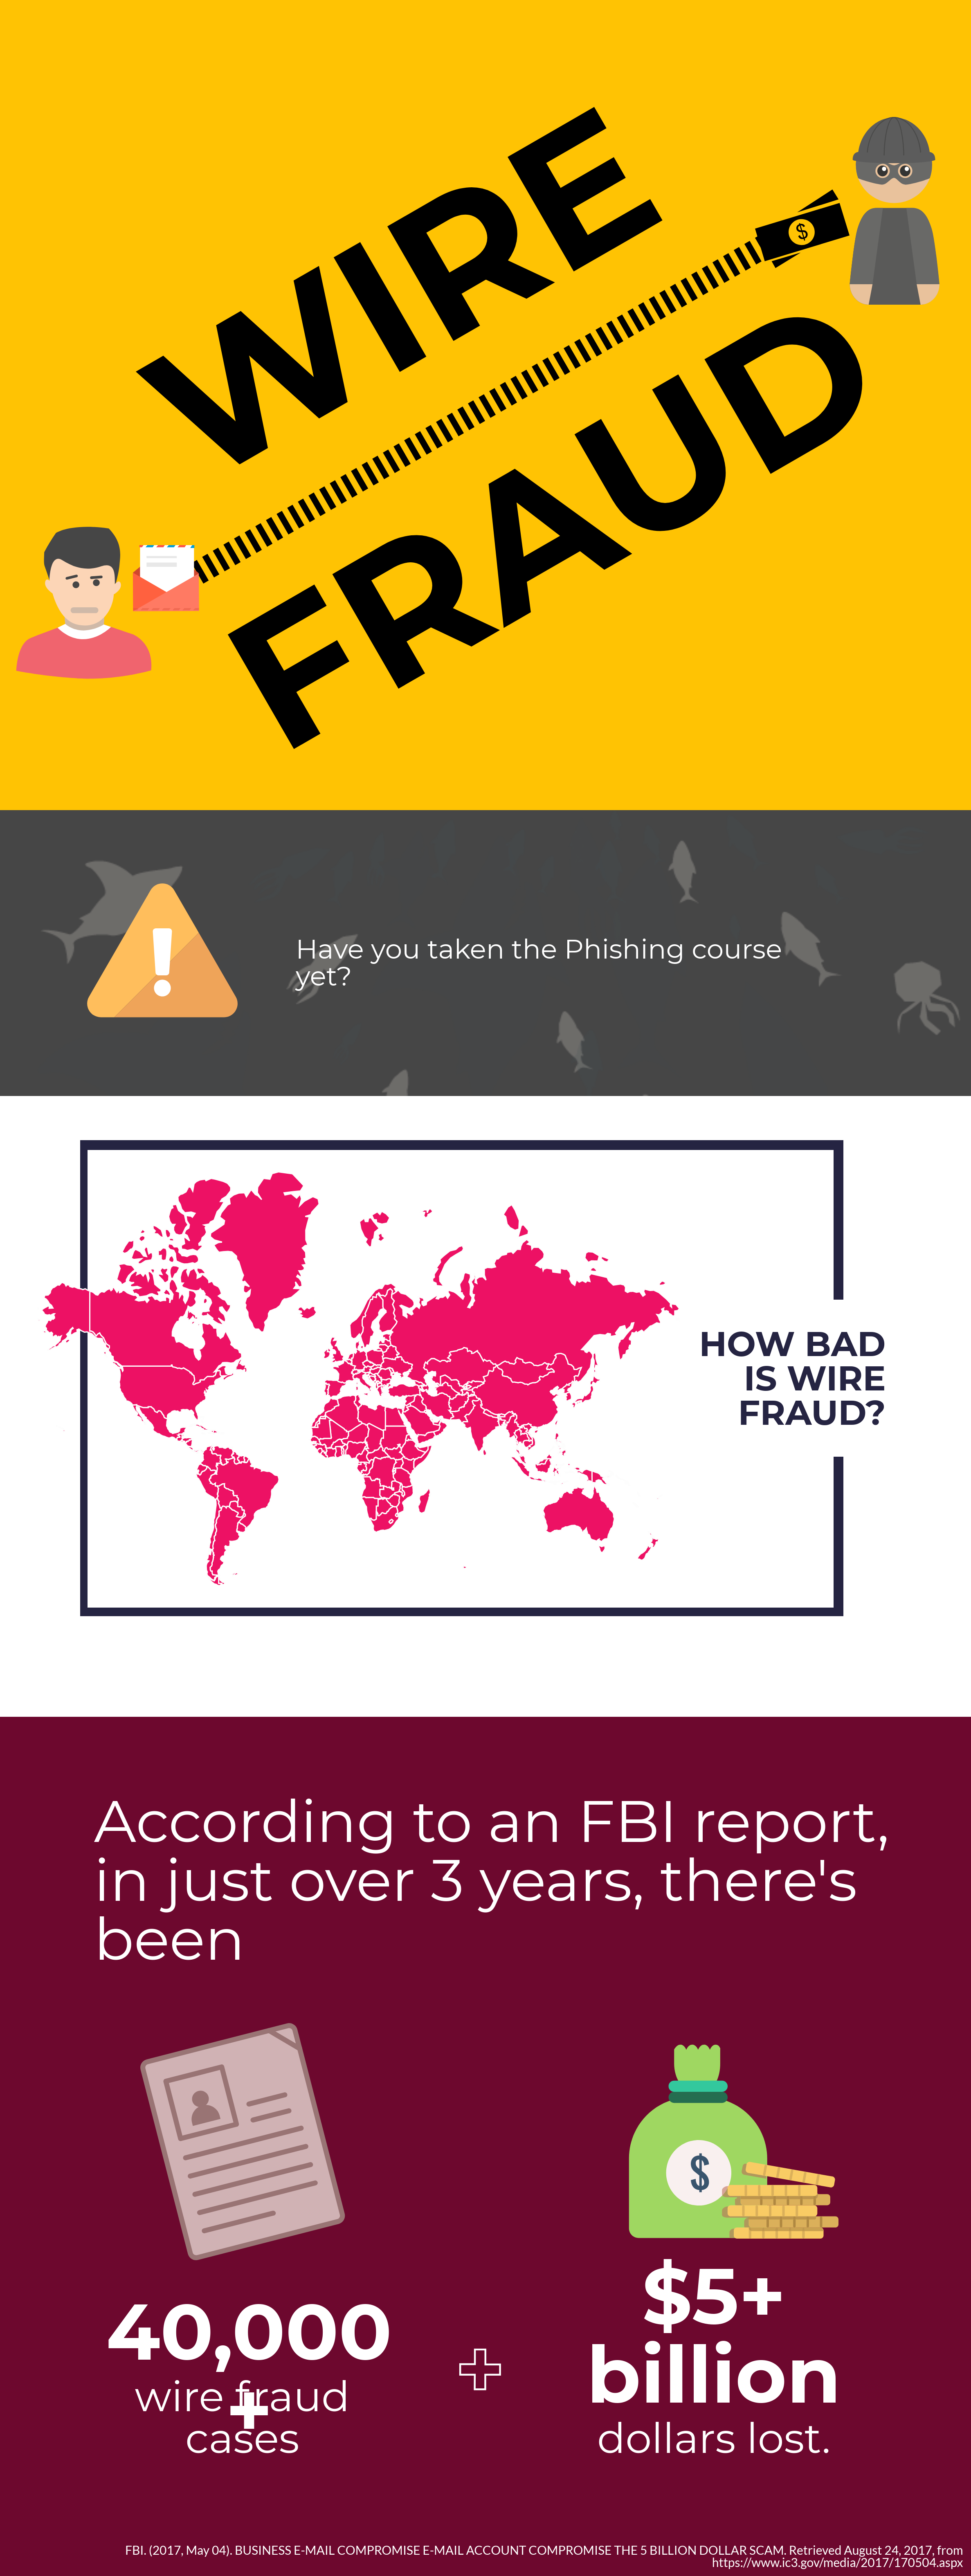 WIRE
$
FRAUD
!
Have you taken the Phishing course
yet?
HOW BAD
IS WIRE
FRAUD?
According to an FBI report,
in just over 3 years, there's
been
$
40,000
+
wire fraud
cases
$5+
billion
dollars lost.
FBI. (2017, May 04). BUSINESS E-MAIL COMPROMISE E-MAIL ACCOUNT COMPROMISE THE 5 BILLION DOLLAR SCAM. Retrieved August 24, 2017, from
https://www.ic3.gov/media/2017/170504.aspx